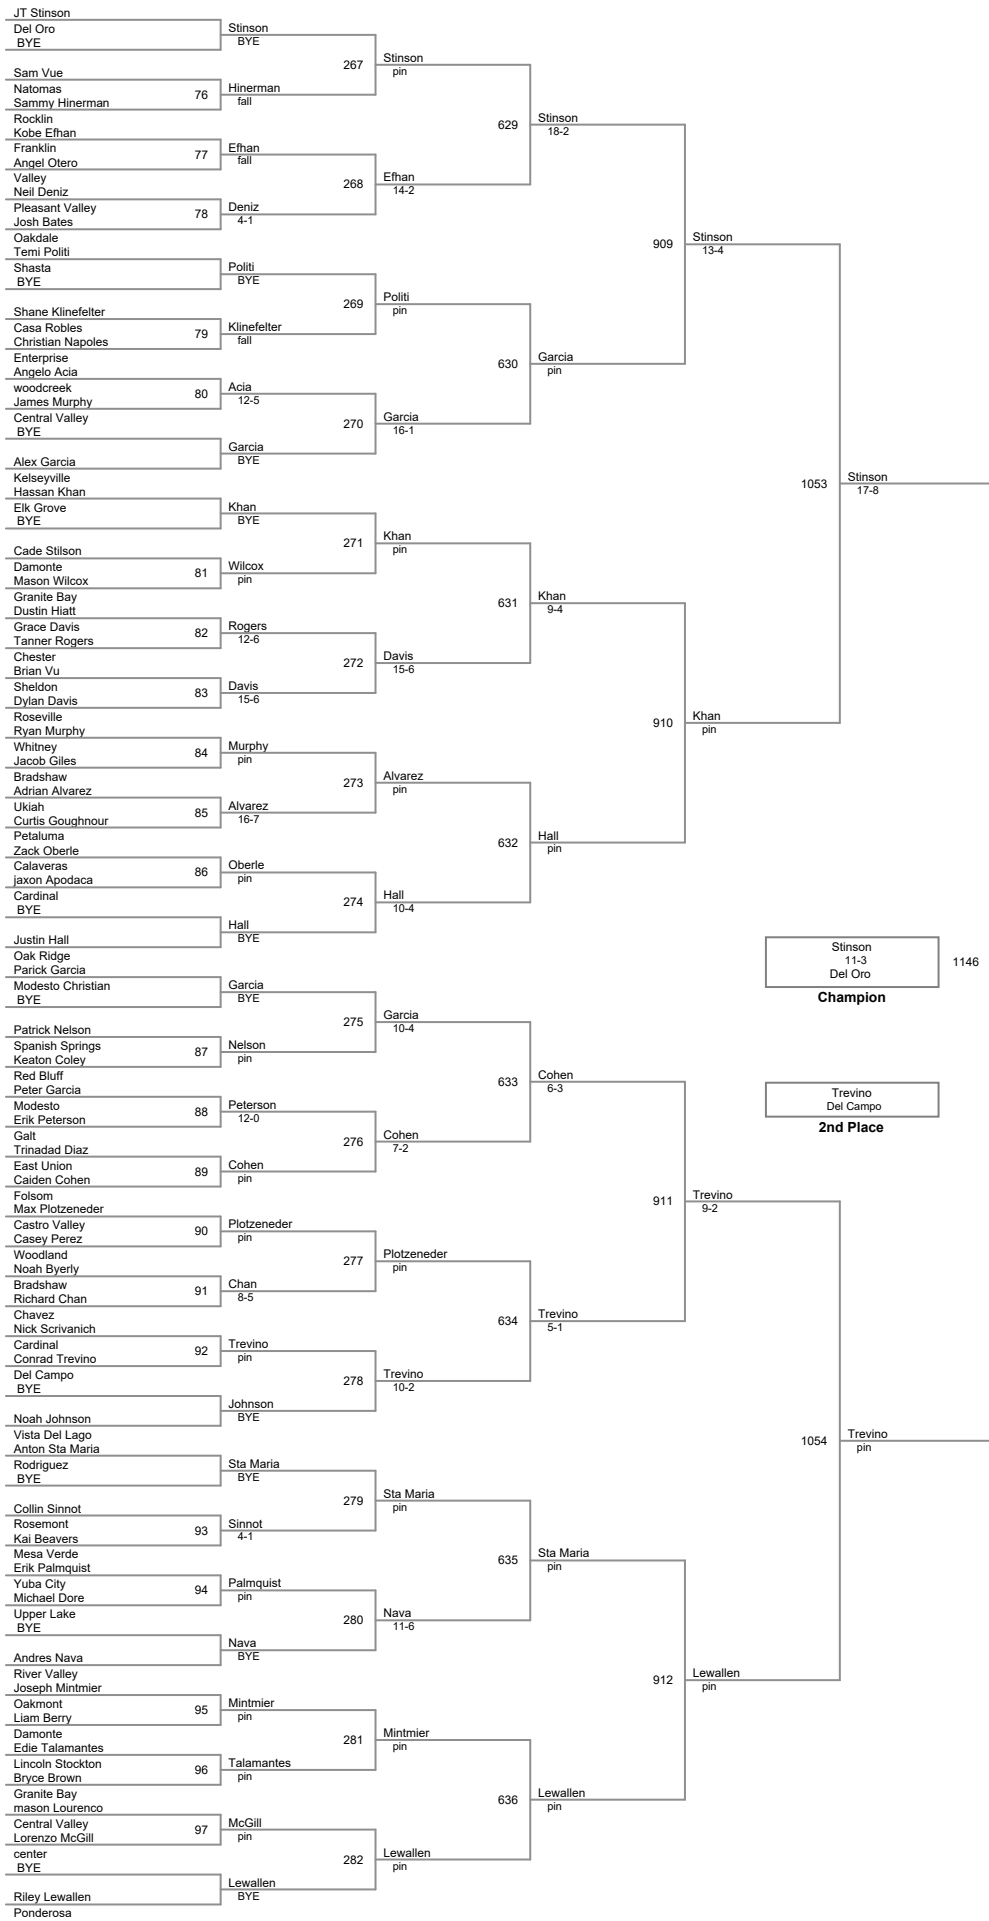 JT Stinson
Del Oro
BYE
Sam Vue
Natomas
Sammy Hinerman
Rocklin
Kobe Efhan
Franklin
Angel Otero
Valley
Neil Deniz
Pleasant Valley
Josh Bates
Oakdale
Temi Politi
Shasta
BYE
Shane Klinefelter
Casa Robles
Christian Napoles
Enterprise
Angelo Acia
woodcreek
James Murphy
Central Valley
BYE
Alex Garcia
Kelseyville
Hassan Khan
Elk Grove
BYE
Cade Stilson
Damonte
Mason Wilcox
Granite Bay
Dustin Hiatt
Grace Davis
Tanner Rogers
Chester
Brian Vu
Sheldon
Dylan Davis
Roseville
Ryan Murphy
Whitney
Jacob Giles
Bradshaw
Adrian Alvarez
Ukiah
Curtis Goughnour
Petaluma
Zack Oberle
Calaveras
jaxon Apodaca
Cardinal
BYE
Justin Hall
Oak Ridge
Parick Garcia
Modesto Christian
BYE
Patrick Nelson
Spanish Springs
Keaton Coley
Red Bluff
Peter Garcia
Modesto
Erik Peterson
Galt
Trinadad Diaz
East Union
Caiden Cohen
Folsom
Max Plotzeneder
Castro Valley
Casey Perez
Woodland
Noah Byerly
Bradshaw
Richard Chan
Chavez
Nick Scrivanich
Cardinal
Conrad Trevino
Del Campo
BYE
Noah Johnson
Vista Del Lago
Anton Sta Maria
Rodriguez
BYE
Collin Sinnot
Rosemont
Kai Beavers
Mesa Verde
Erik Palmquist
Yuba City
Michael Dore
Upper Lake
BYE
Andres Nava
River Valley
Joseph Mintmier
Oakmont
Liam Berry
Damonte
Edie Talamantes
Lincoln Stockton
Bryce Brown
Granite Bay
mason Lourenco
Central Valley
Lorenzo McGill
center
BYE
Riley Lewallen
Ponderosa
76
77
78
79
80
81
82
83
84
85
86
87
88
89
90
91
92
93
94
95
96
97
Stinson
BYE
Hinerman
fall
Efhan
fall
Deniz
4-1
Politi
BYE
Klinefelter
fall
Acia
12-5
Garcia
BYE
Khan
BYE
Wilcox
pin
Rogers
12-6
Davis
15-6
Murphy
pin
Alvarez
16-7
Oberle
pin
Hall
BYE
Garcia
BYE
Nelson
pin
Peterson
12-0
Cohen
pin
Plotzeneder
pin
Chan
8-5
Trevino
pin
Johnson
BYE
Sta Maria
BYE
Sinnot
4-1
Palmquist
pin
Nava
BYE
Mintmier
pin
Talamantes
pin
McGill
pin
Lewallen
BYE
267
268
269
270
271
272
273
274
275
276
277
278
279
280
281
282
Stinson
pin
Efhan
14-2
Politi
pin
Garcia
16-1
Khan
pin
Davis
15-6
Alvarez
pin
Hall
10-4
Garcia
10-4
Cohen
7-2
Plotzeneder
pin
Trevino
10-2
Sta Maria
pin
Nava
11-6
Mintmier
pin
Lewallen
pin
629
630
631
632
633
634
635
636
Stinson
18-2
Garcia
pin
Khan
9-4
Hall
pin
Cohen
6-3
Trevino
5-1
Sta Maria
pin
Lewallen
pin
909
910
911
912
Stinson
13-4
Khan
pin
Trevino
9-2
Lewallen
pin
1053
1054
Stinson
17-8
Trevino
pin
Stinson
11-3
Del Oro
1146
Champion
Trevino
Del Campo
2nd Place